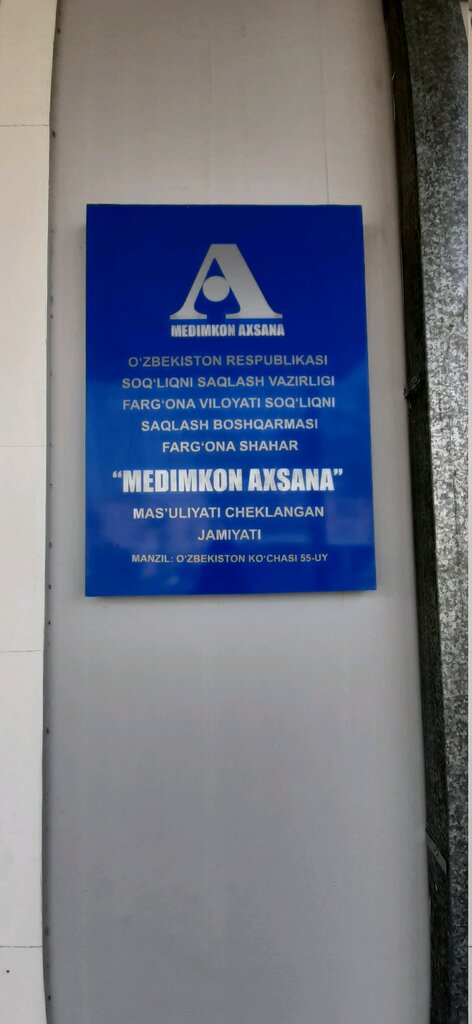 MEDIMKON AXSANA
O‘ZBEKISTON RESPUBLIKASI
SOQ‘LIQNI SAQLASH VAZIRLIGI
FARG‘ONA VILOYATI SOQ‘LIQNI
SAQLASH BOSHQARMASI
FARG‘ONA SHAHAR
“MEDIMKON AXSANA”
MAS’ULIYATI CHEKLANGAN
JAMIYATI
MANZIL: O‘ZBEKISTON KO‘CHASI 55-UY